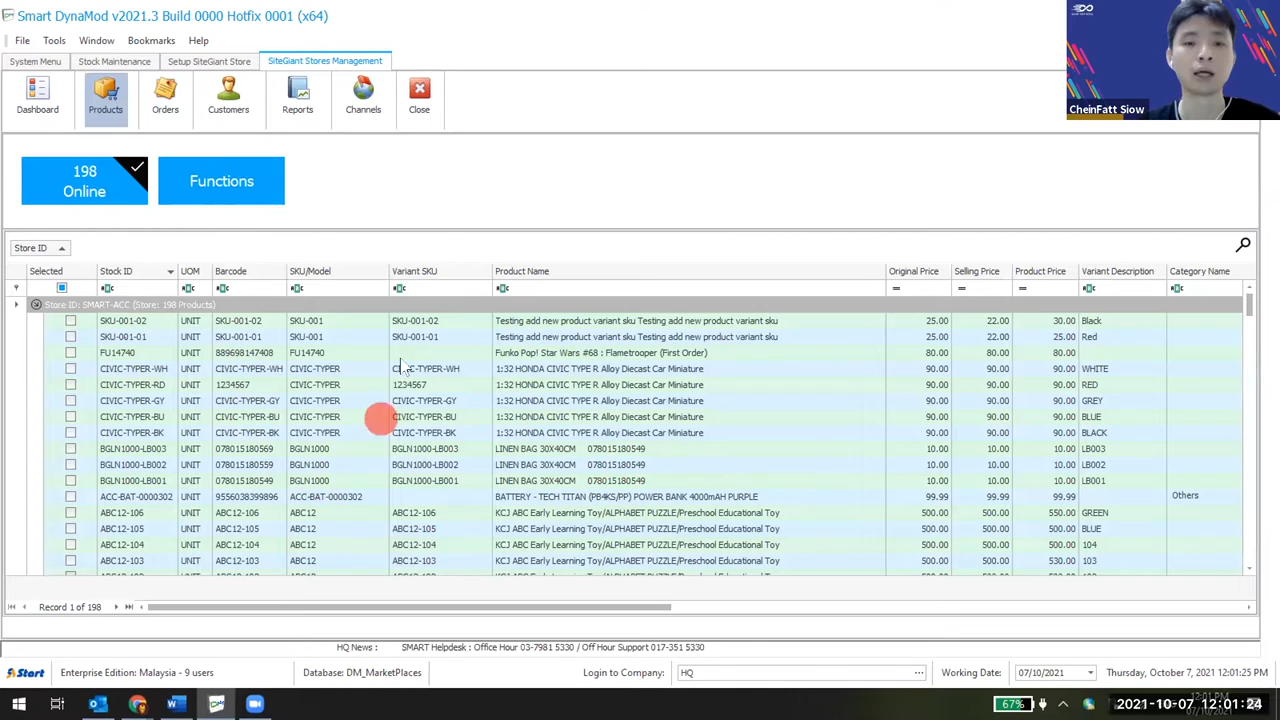 Smart DynaMod v2021.3 Build 0000 Hotfix 0001 (x64)
File Tools Window Bookmarks Help
System Menu Stock Maintenance Setup SiteGiant Store SiteGiant Stores Management
Dashboard Products Orders Customers Reports Channels Close
CheinFatt Siow
198 Online
Functions
Store ID
Selected Stock ID UOM Barcode SKU/Model Variant SKU Product Name Original Price Selling Price Product Price Variant Description Category Name
Store ID: SMART-ACC (Store: 198 Products)
SKU-001-02 UNIT SKU-001-02 SKU-001 SKU-001-02 Testing add new product variant sku Testing add new product variant sku 25.00 22.00 30.00 Black
SKU-001-01 UNIT SKU-001-01 SKU-001 SKU-001-01 Testing add new product variant sku Testing add new product variant sku 25.00 22.00 30.00 Red
FU14740 UNIT 889698147408 FU14740 Funko Pop! Star Wars #68 : Flametrooper (First Order) 80.00 80.00 80.00
CIVIC-TYPER-WH UNIT CIVIC-TYPER-WH CIVIC-TYPER CIVIC-TYPER-WH 1:32 HONDA CIVIC TYPE R Alloy Diecast Car Miniature 90.00 90.00 90.00 WHITE
CIVIC-TYPER-RD UNIT 1234567 CIVIC-TYPER 1234567 1:32 HONDA CIVIC TYPE R Alloy Diecast Car Miniature 90.00 90.00 90.00 RED
CIVIC-TYPER-GY UNIT CIVIC-TYPER-GY CIVIC-TYPER CIVIC-TYPER-GY 1:32 HONDA CIVIC TYPE R Alloy Diecast Car Miniature 90.00 90.00 90.00 GREY
CIVIC-TYPER-BU UNIT CIVIC-TYPER-BU CIVIC-TYPER CIVIC-TYPER-BU 1:32 HONDA CIVIC TYPE R Alloy Diecast Car Miniature 90.00 90.00 90.00 BLUE
CIVIC-TYPER-BK UNIT CIVIC-TYPER-BK CIVIC-TYPER CIVIC-TYPER-BK 1:32 HONDA CIVIC TYPE R Alloy Diecast Car Miniature 90.00 90.00 90.00 BLACK
BGLN1000-LB003 UNIT 078015180569 BGLN1000 BGLN1000-LB003 LINEN BAG 30X40CM 078015180549 10.00 10.00 10.00 LB003
BGLN1000-LB002 UNIT 078015180559 BGLN1000 BGLN1000-LB002 LINEN BAG 30X40CM 078015180549 10.00 10.00 10.00 LB002
BGLN1000-LB001 UNIT 078015180549 BGLN1000 BGLN1000-LB001 LINEN BAG 30X40CM 078015180549 10.00 10.00 10.00 LB001
ACC-BAT-0000302 UNIT 9556038399896 ACC-BAT-0000302 BATTERY - TECH TITAN (PB4KS/PP) POWER BANK 4000mAH PURPLE 99.99 99.99 99.99 Others
ABC12-106 UNIT ABC12-106 ABC12 ABC12-106 KCJ ABC Early Learning Toy/ALPHABET PUZZLE/Preschool Educational Toy 500.00 500.00 550.00 GREEN
ABC12-105 UNIT ABC12-105 ABC12 ABC12-105 KCJ ABC Early Learning Toy/ALPHABET PUZZLE/Preschool Educational Toy 500.00 500.00 500.00 BLUE
ABC12-104 UNIT ABC12-104 ABC12 ABC12-104 KCJ ABC Early Learning Toy/ALPHABET PUZZLE/Preschool Educational Toy 500.00 500.00 500.00 104
ABC12-103 UNIT ABC12-103 ABC12 ABC12-103 KCJ ABC Early Learning Toy/ALPHABET PUZZLE/Preschool Educational Toy 500.00 500.00 530.00 103
Record 1 of 198
HQ News : SMART Helpdesk : Office Hour 03-7981 5330 / Off Hour Support 017-351 5330
Start Enterprise Edition: Malaysia - 9 users Database: DM_MarketPlaces Login to Company: HQ Working Date: 07/10/2021 Thursday, October 7, 2021 12:01:25 PM
67% 2021-10-07 12:01:24